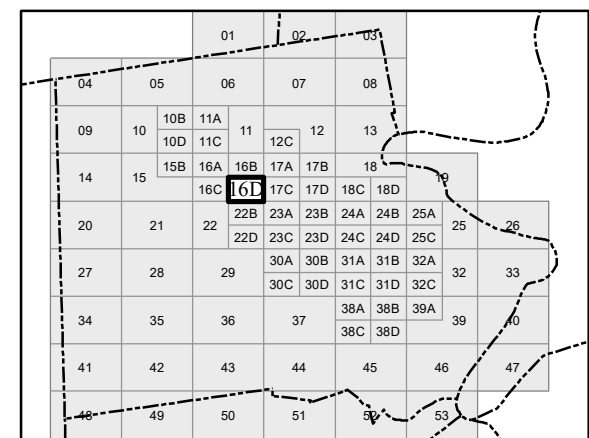 01 02 03
04 05 06 07 08
10B 11A
09 10 11 12 13
10D 11C 12C
15B 16A 16B 17A 17B 18
14 15 19
16C 16D 17C 17D 18C 18D
22B 23A 23B 24A 24B 25A
20 21 22 25 26
22D 23C 23D 24C 24D 25C
30A 30B 31A 31B 32A
27 28 29 32 33
30C 30D 31C 31D 32C
38A 38B 39A
34 35 36 37 39 40
38C 38D
41 42 43 44 45 46 47
48 49 50 51 52 53